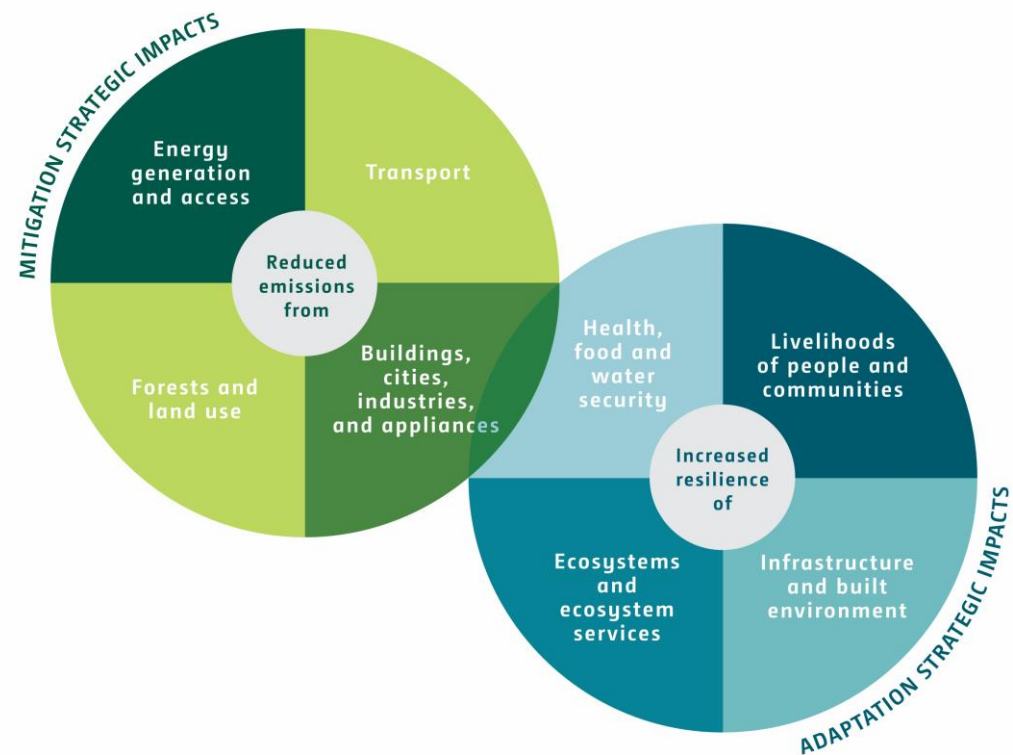 MITIGATION STRATEGIC IMPACTS
Energy
generation
and access
Transport
Reduced
emissions
from
Forests and
land use
Buildings,
cities,
industries,
and appliances
Health,
food and
water
security
Livelihoods
of people and
communities
Increased
resilience
of
Ecosystems
and
ecosystem
services
Infrastructure
and built
environment
ADAPTATION STRATEGIC IMPACTS